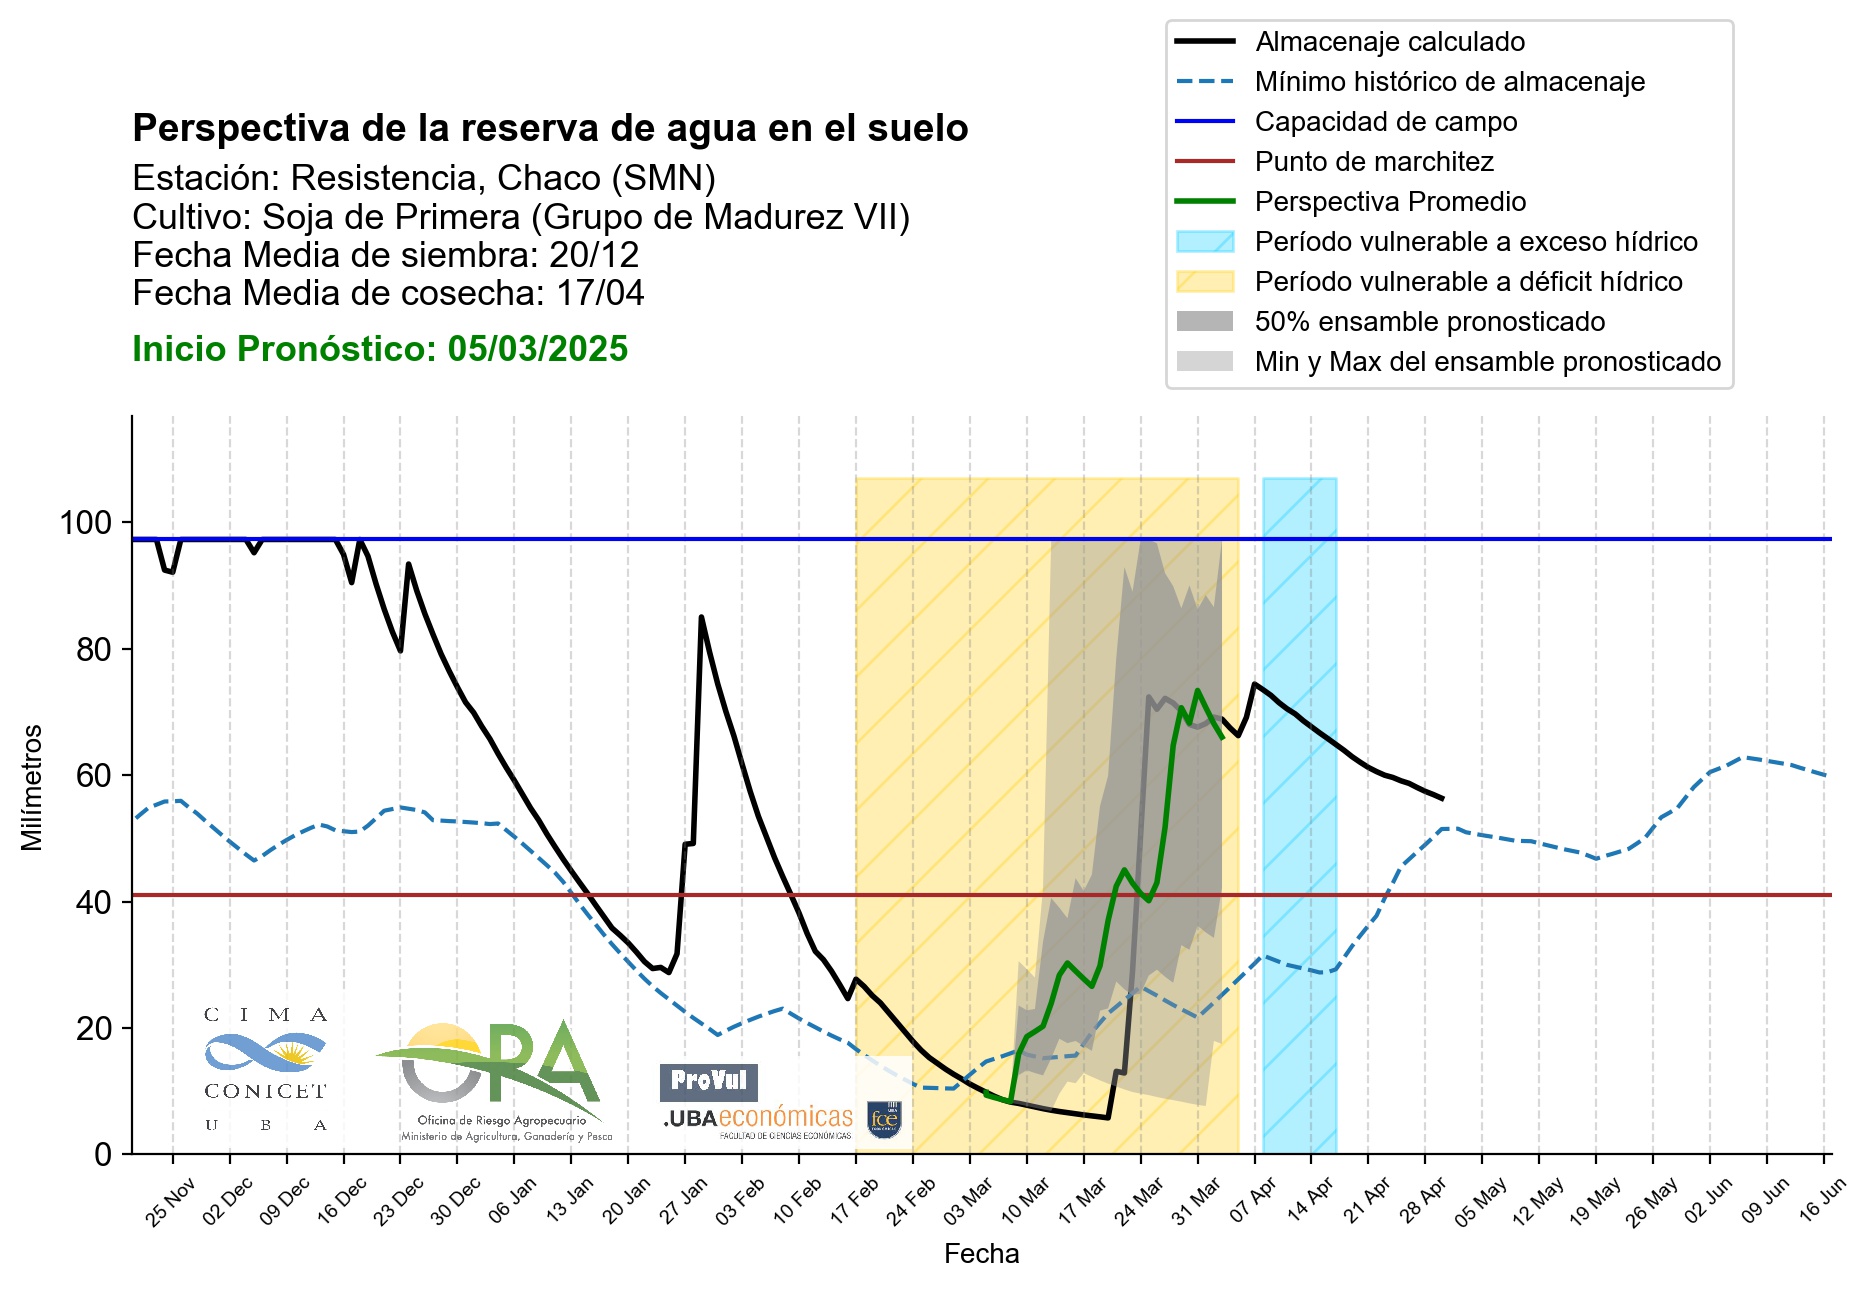 Almacenaje calculado
Mínimo histórico de almacenaje
Capacidad de campo
Punto de marchitez
Perspectiva Promedio
Período vulnerable a exceso hídrico
Período vulnerable a déficit hídrico
50% ensamble pronosticado
Min y Max del ensamble pronosticado
Perspectiva de la reserva de agua en el suelo
Estación: Resistencia, Chaco (SMN)
Cultivo: Soja de Primera (Grupo de Madurez VII)
Fecha Media de siembra: 20/12
Fecha Media de cosecha: 17/04
Inicio Pronóstico: 05/03/2025
Milímetros
100
80
60
40
20
0
C I M A
CONICET
U B A
ORA
Oficina de Riesgo Agropecuario
Ministerio de Agricultura, Ganadería y Pesca
ProVul
.UBAeconómicas
FACULTAD DE CIENCIAS ECONÓMICAS
fce
25 Nov
02 Dec
09 Dec
16 Dec
23 Dec
30 Dec
06 Jan
13 Jan
20 Jan
27 Jan
03 Feb
10 Feb
17 Feb
24 Feb
03 Mar
10 Mar
17 Mar
24 Mar
31 Mar
07 Apr
14 Apr
21 Apr
28 Apr
05 May
12 May
19 May
26 May
02 Jun
09 Jun
16 Jun
Fecha